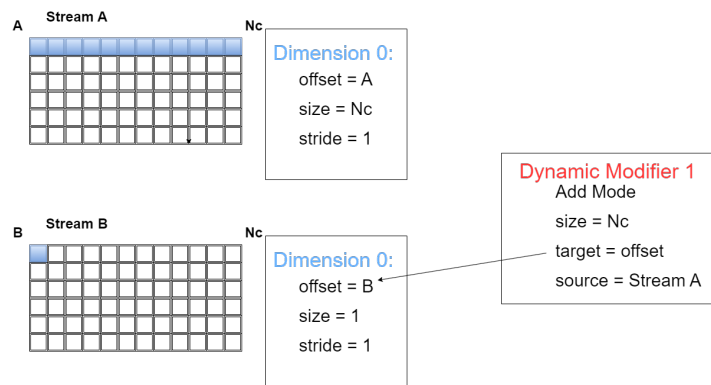 Stream A
A
Nc
Dimension 0:
offset = A
size = Nc
stride = 1
Dynamic Modifier 1
Add Mode
size = Nc
target = offset
source = Stream A
Stream B
B
Nc
Dimension 0:
offset = B
size = 1
stride = 1